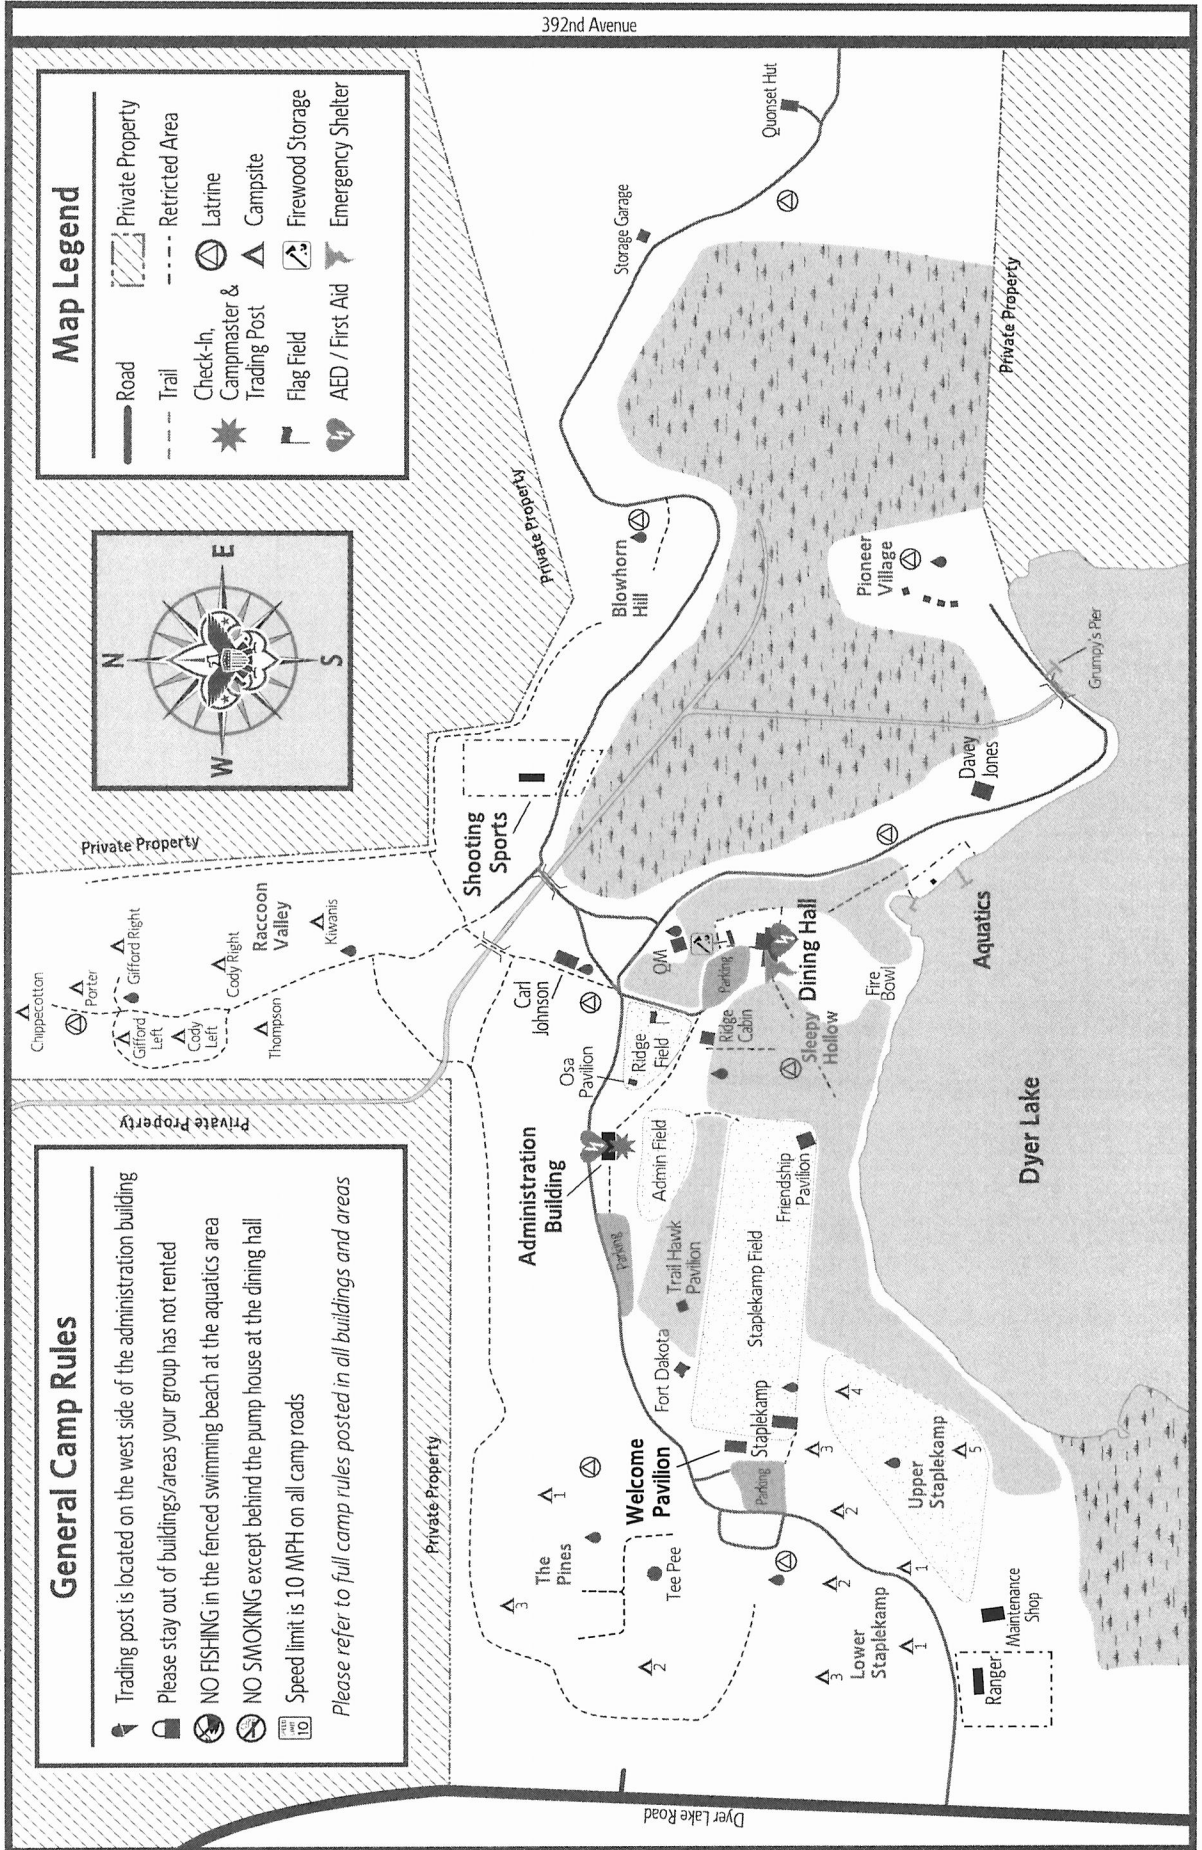 General Camp Rules
Trading post is located on the west side of the administration building
Please stay out of buildings/areas your group has not rented
NO FISHING in the fenced swimming beach at the aquatics area
NO SMOKING except behind the pump house at the dining hall
SPEED
LIMIT
10
Speed limit is 10 MPH on all camp roads
Please refer to full camp rules posted in all buildings and areas
N
W
E
S
Map Legend
Road
Private Property
Trail
Retricted Area
Check-In,
Campmaster &
Trading Post
Latrine
Campsite
Flag Field
Firewood Storage
AED / First Aid
Emergency Shelter
Private Property
Private Property
Private Property
Private Property
Private Property
Dyer Lake Road
392nd Avenue
Chippecotton
Porter
Gifford Right
Gifford
Left
Cody
Left
Cody Right
Raccoon
Valley
Thompson
Kiwanis
Shooting
Sports
Blowhorn
Hill
Storage Garage
Quonset Hut
The
Pines
1
3
2
Tee Pee
Welcome
Pavilion
Parking
Administration
Building
Parking
Osa
Pavilion
Carl
Johnson
Ridge
Field
QM
Parking
Admin Field
Ridge
Cabin
Sleepy
Hollow
Dining Hall
Trail Hawk
Pavilion
Fort Dakota
Staplekamp Field
Staplekamp
Friendship
Pavilion
Fire
Bowl
Lower
Staplekamp
3
2
1
Upper
Staplekamp
1
2
3
4
5
Ranger
Maintenance
Shop
Dyer Lake
Aquatics
Davey
Jones
Pioneer
Village
Grumpy's Pier